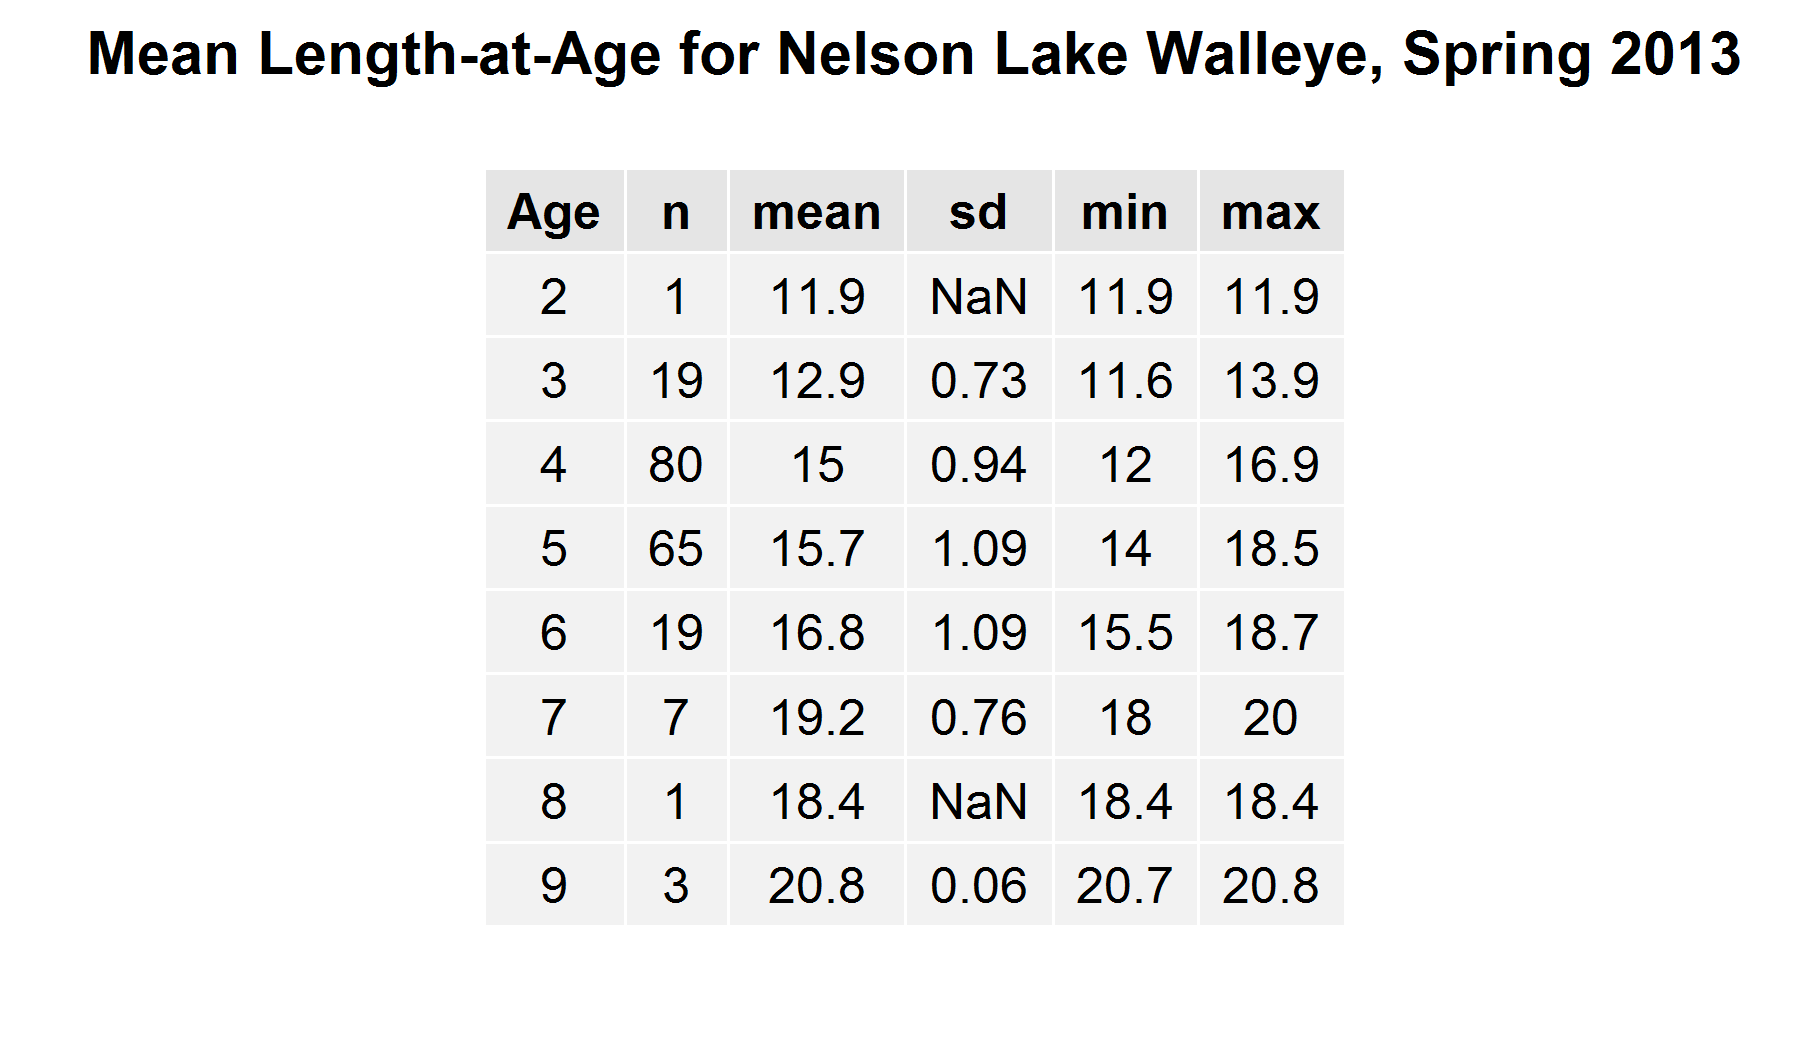 Mean Length-at-Age for Nelson Lake Walleye, Spring 2013
Age n mean sd min max
2 1 11.9 NaN 11.9 11.9
3 19 12.9 0.73 11.6 13.9
4 80 15 0.94 12 16.9
5 65 15.7 1.09 14 18.5
6 19 16.8 1.09 15.5 18.7
7 7 19.2 0.76 18 20
8 1 18.4 NaN 18.4 18.4
9 3 20.8 0.06 20.7 20.8